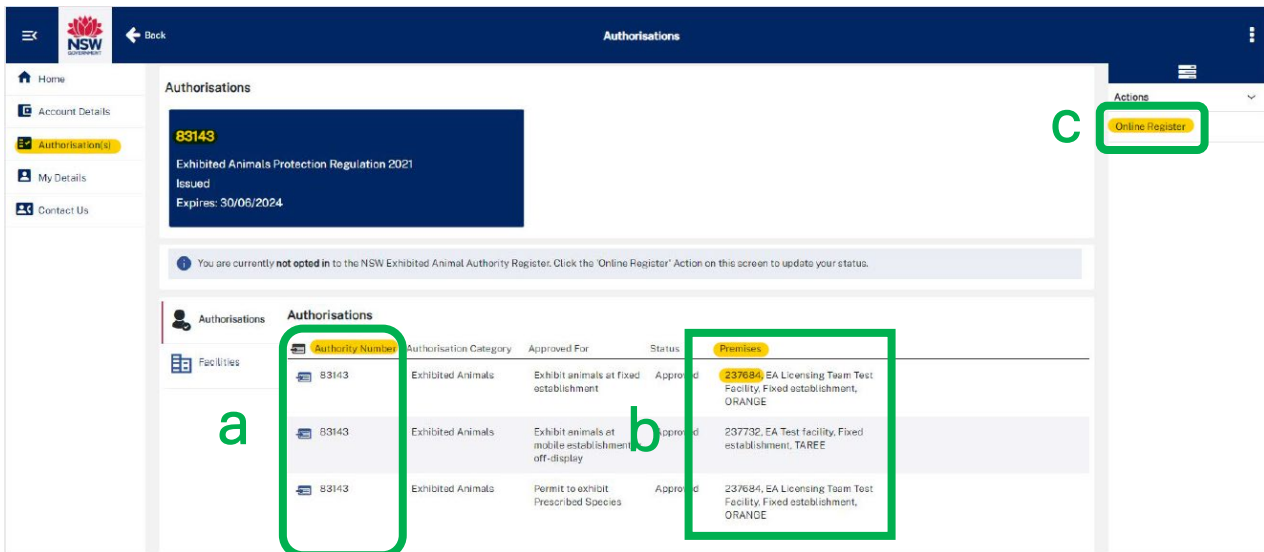 NSW
GOVERNMENT
Back
Authorisations
Home
Account Details
Authorisation(s)
My Details
Contact Us
Authorisations
83143
Exhibited Animals Protection Regulation 2021
Issued
Expires: 30/06/2024
Actions
c
Online Register
You are currently not opted in to the NSW Exhibited Animal Authority Register. Click the 'Online Register' Action on this screen to update your status.
Authorisations
Facilities
Authorisations
Authority Number Authorisation Category Approved For Status Premises
83143 Exhibited Animals Exhibit animals at fixed Approved 237684, EA Licensing Team Test
establishment Facility, Fixed establishment,
ORANGE
a
b
83143 Exhibited Animals Exhibit animals at Approved 237732, EA Test facility, Fixed
mobile establishment establishment, TAREE
off-display
83143 Exhibited Animals Permit to exhibit Approved 237684, EA Licensing Team Test
Prescribed Species Facility, Fixed establishment,
ORANGE